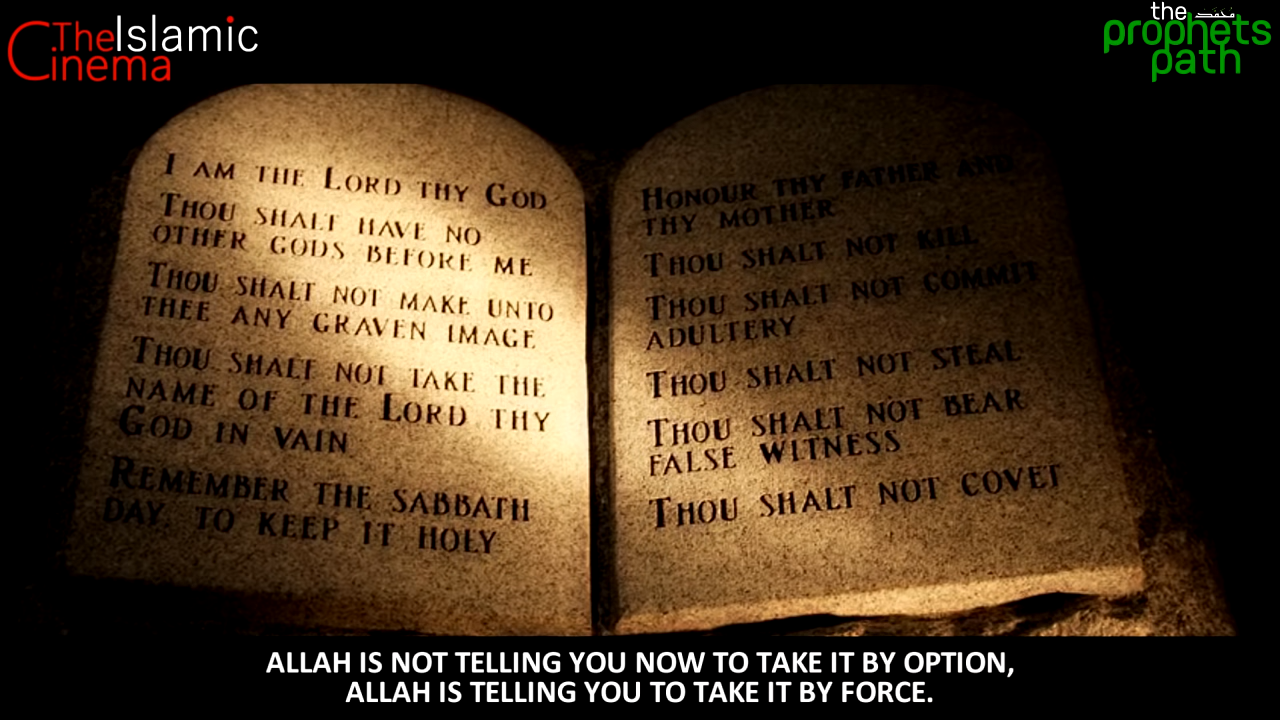 TheIslamic
Cinema
the محمد
prophets
path
I AM THE LORD THY GOD
THOU SHALT HAVE NO
OTHER GODS BEFORE ME
THOU SHALT NOT MAKE UNTO
THEE ANY GRAVEN IMAGE
THOU SHALT NOT TAKE THE
NAME OF THE LORD THY
GOD IN VAIN
REMEMBER THE SABBATH
DAY, TO KEEP IT HOLY
HONOUR THY FATHER AND
THY MOTHER
THOU SHALT NOT KILL
THOU SHALT NOT COMMIT
ADULTERY
THOU SHALT NOT STEAL
THOU SHALT NOT BEAR
FALSE WITNESS
THOU SHALT NOT COVET
ALLAH IS NOT TELLING YOU NOW TO TAKE IT BY OPTION,
ALLAH IS TELLING YOU TO TAKE IT BY FORCE.